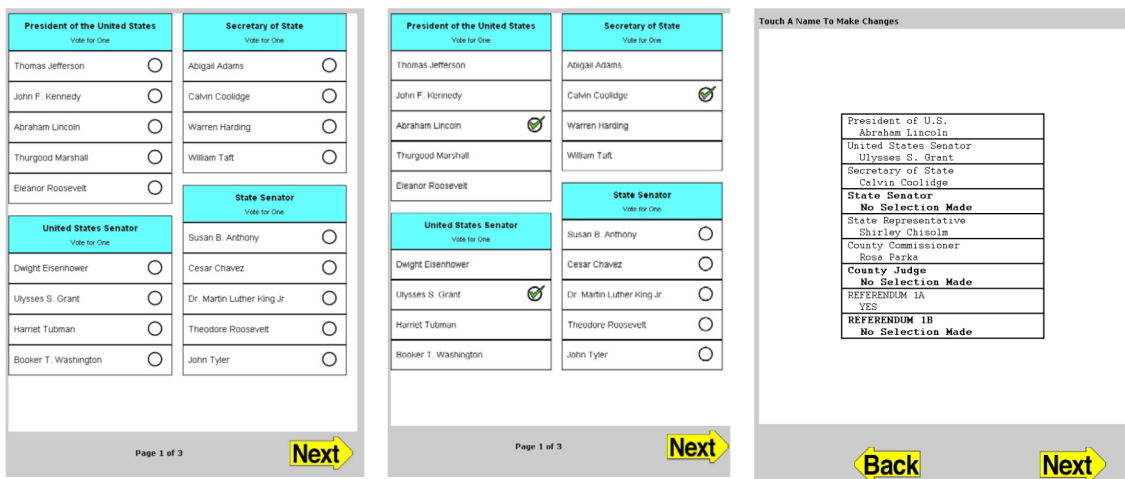 President of the United States
Vote for One
Thomas Jefferson
John F. Kennedy
Abraham Lincoln
Thurgood Marshall
Eleanor Roosevelt
United States Senator
Vote for One
Dwight Eisenhower
Ulysses S. Grant
Harriet Tubman
Booker T. Washington
Secretary of State
Vote for One
Abigail Adams
Calvin Coolidge
Warren Harding
William Taft
State Senator
Vote for One
Susan B. Anthony
Cesar Chavez
Dr. Martin Luther King Jr.
Theodore Roosevelt
John Tyler
Page 1 of 3
Next
President of the United States
Vote for One
Thomas Jefferson
John F. Kennedy
Abraham Lincoln
Thurgood Marshall
Eleanor Roosevelt
United States Senator
Vote for One
Dwight Eisenhower
Ulysses S. Grant
Harriet Tubman
Booker T. Washington
Secretary of State
Vote for One
Abigail Adams
Calvin Coolidge
Warren Harding
William Taft
State Senator
Vote for One
Susan B. Anthony
Cesar Chavez
Dr. Martin Luther King Jr.
Theodore Roosevelt
John Tyler
Page 1 of 3
Next
Touch A Name To Make Changes
President of U.S.
Abraham Lincoln
United States Senator
Ulysses S. Grant
Secretary of State
Calvin Coolidge
State Senator
No Selection Made
State Representative
Shirley Chisolm
County Commissioner
Rosa Parka
County Judge
No Selection Made
REFERENDUM 1A
YES
REFERENDUM 1B
No Selection Made
Back
Next